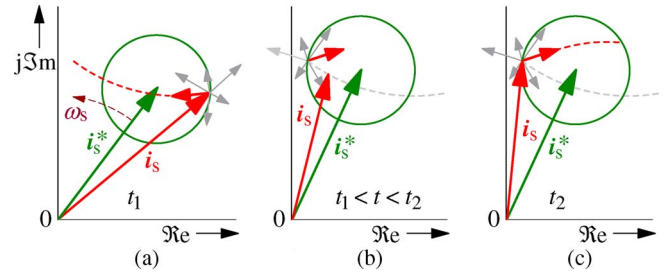 jℑm
ωs
is*
is
0
t1
ℜe
(a)
is
is*
0
t1 < t < t2
ℜe
(b)
is
is*
0
t2
ℜe
(c)